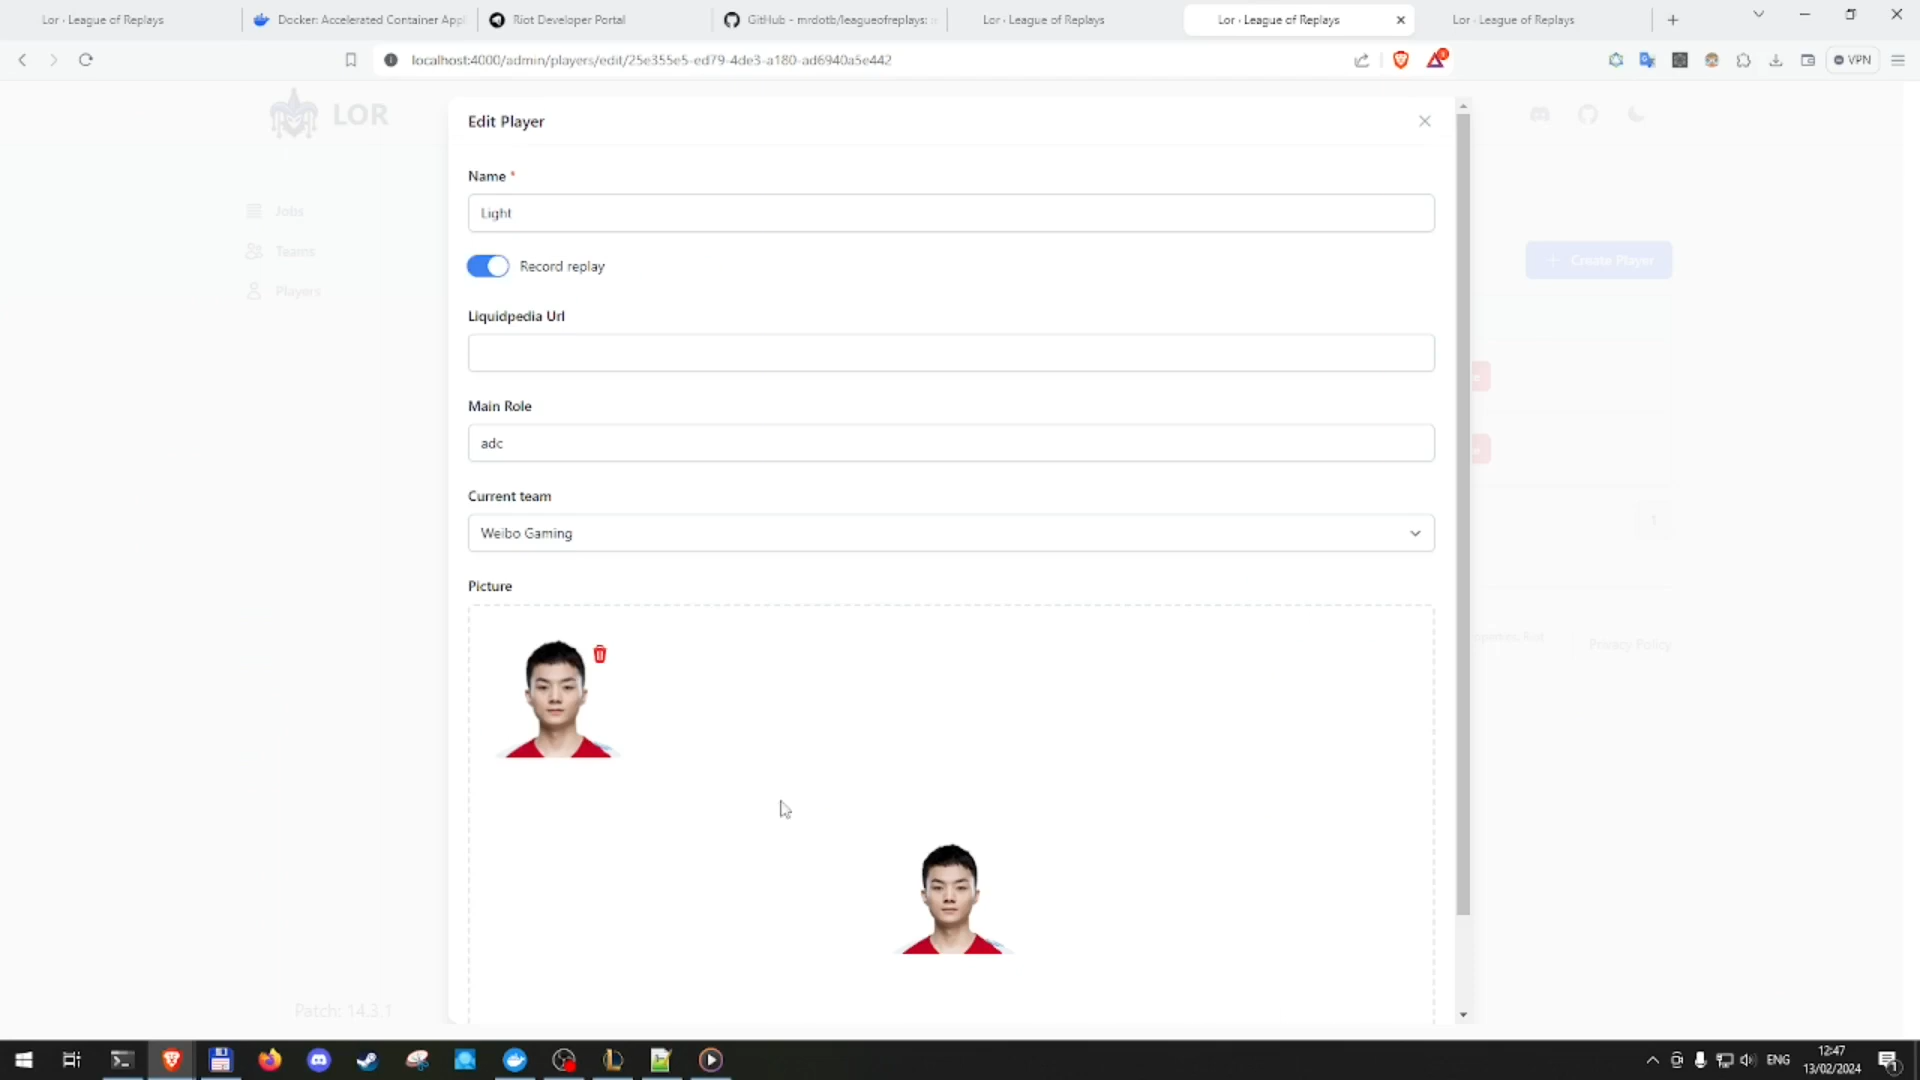 Lor · League of Replays
Docker: Accelerated Container Appl
Riot Developer Portal
GitHub - mrdotb/leagueofreplays:
Lor · League of Replays
Lor · League of Replays
Lor · League of Replays
localhost:4000/admin/players/edit/25e355e5-ed79-4de3-a180-ad6940a5e442
VPN
LOR
Jobs
Teams
Players
Create Player
Edit Player
Name *
Light
Record replay
Liquidpedia Url
Main Role
adc
Current team
Weibo Gaming
Picture
1
Privacy Policy
Patch: 14.3.1
ENG
12:47
13/02/2024